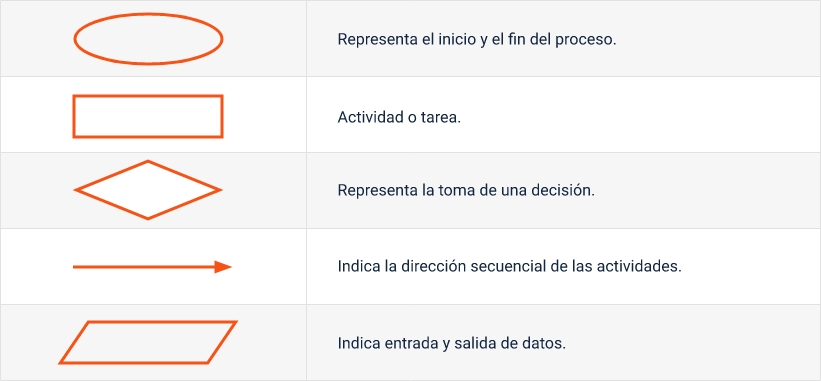 Representa el inicio y el fin del proceso.
Actividad o tarea.
Representa la toma de una decisión.
Indica la dirección secuencial de las actividades.
Indica entrada y salida de datos.